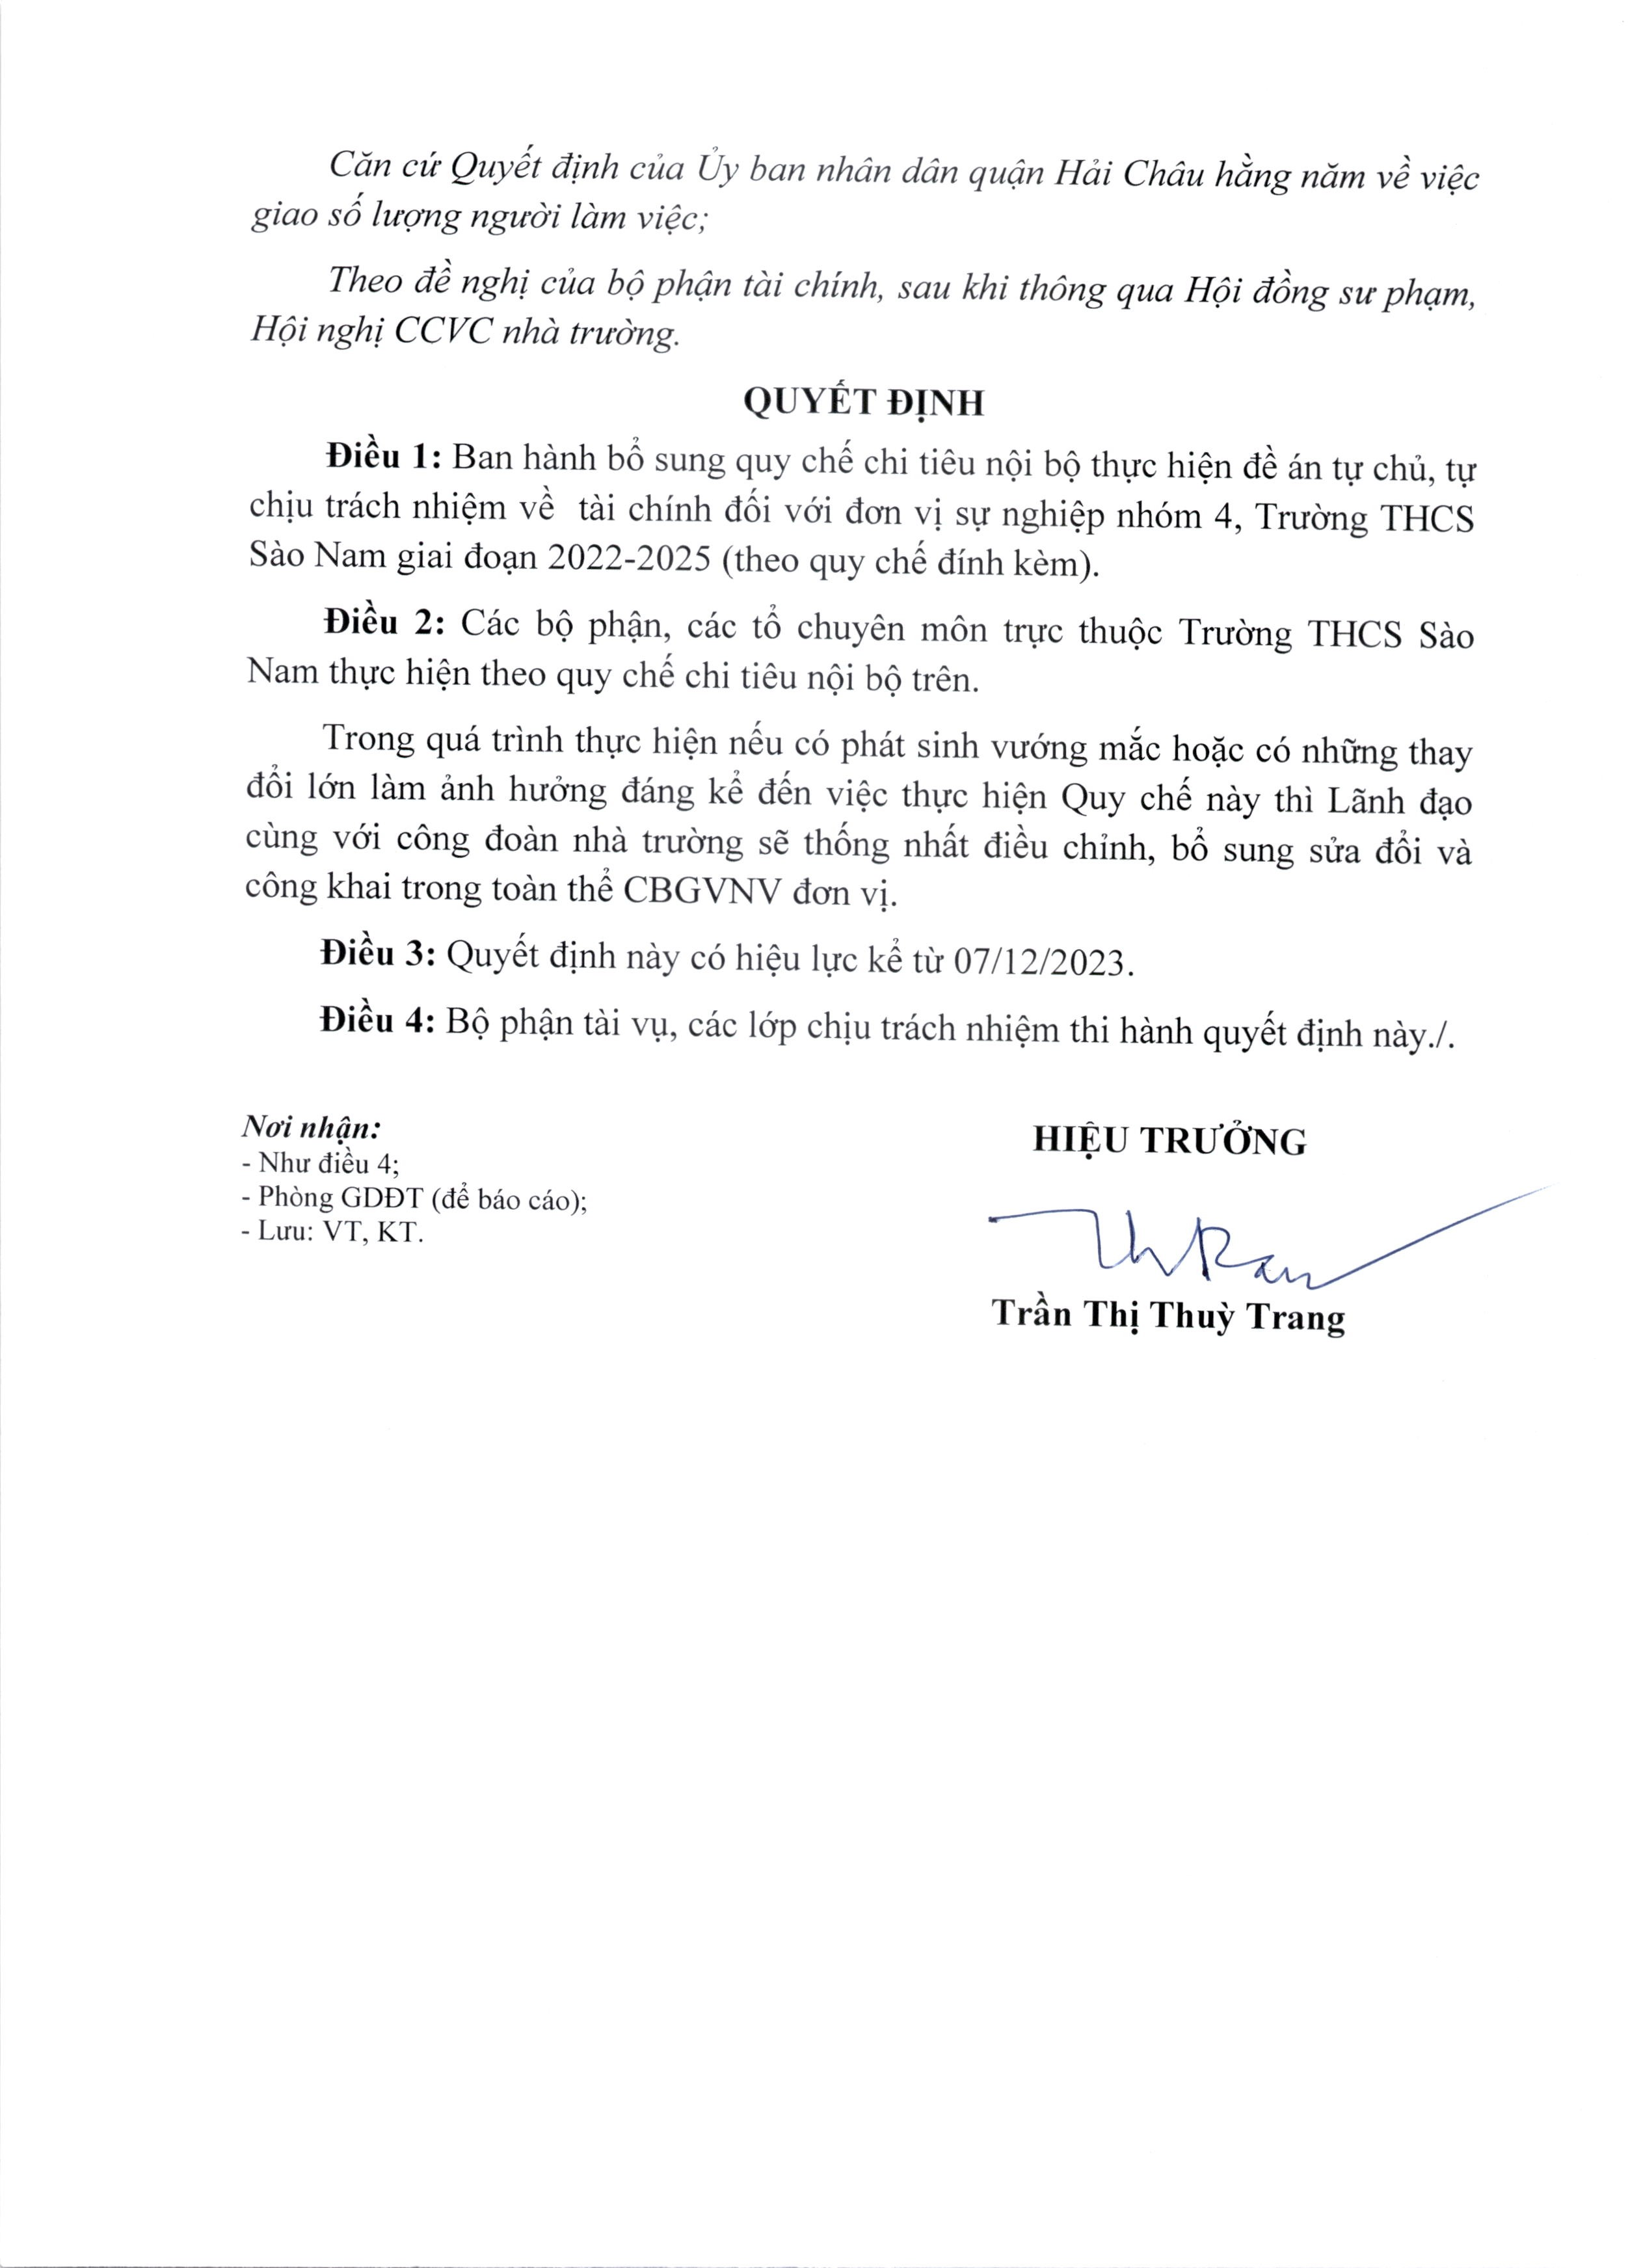 Căn cứ Quyết định của Ủy ban nhân dân quận Hải Châu hằng năm về việc
giao số lượng người làm việc;
Theo đề nghị của bộ phận tài chính, sau khi thông qua Hội đồng sư phạm,
Hội nghị CCVC nhà trường.
QUYẾT ĐỊNH
Điều 1: Ban hành bổ sung quy chế chi tiêu nội bộ thực hiện đề án tự chủ, tự
chịu trách nhiệm về tài chính đối với đơn vị sự nghiệp nhóm 4, Trường THCS
Sào Nam giai đoạn 2022-2025 (theo quy chế đính kèm).
Điều 2: Các bộ phận, các tổ chuyên môn trực thuộc Trường THCS Sào
Nam thực hiện theo quy chế chi tiêu nội bộ trên.
Trong quá trình thực hiện nếu có phát sinh vướng mắc hoặc có những thay
đổi lớn làm ảnh hưởng đáng kể đến việc thực hiện Quy chế này thì Lãnh đạo
cùng với công đoàn nhà trường sẽ thống nhất điều chỉnh, bổ sung sửa đổi và
công khai trong toàn thể CBGVNV đơn vị.
Điều 3: Quyết định này có hiệu lực kể từ 07/12/2023.
Điều 4: Bộ phận tài vụ, các lớp chịu trách nhiệm thi hành quyết định này./.
Nơi nhận:
- Như điều 4;
- Phòng GDĐT (để báo cáo);
- Lưu: VT, KT.
HIỆU TRƯỞNG
Trần Thị Thuỳ Trang